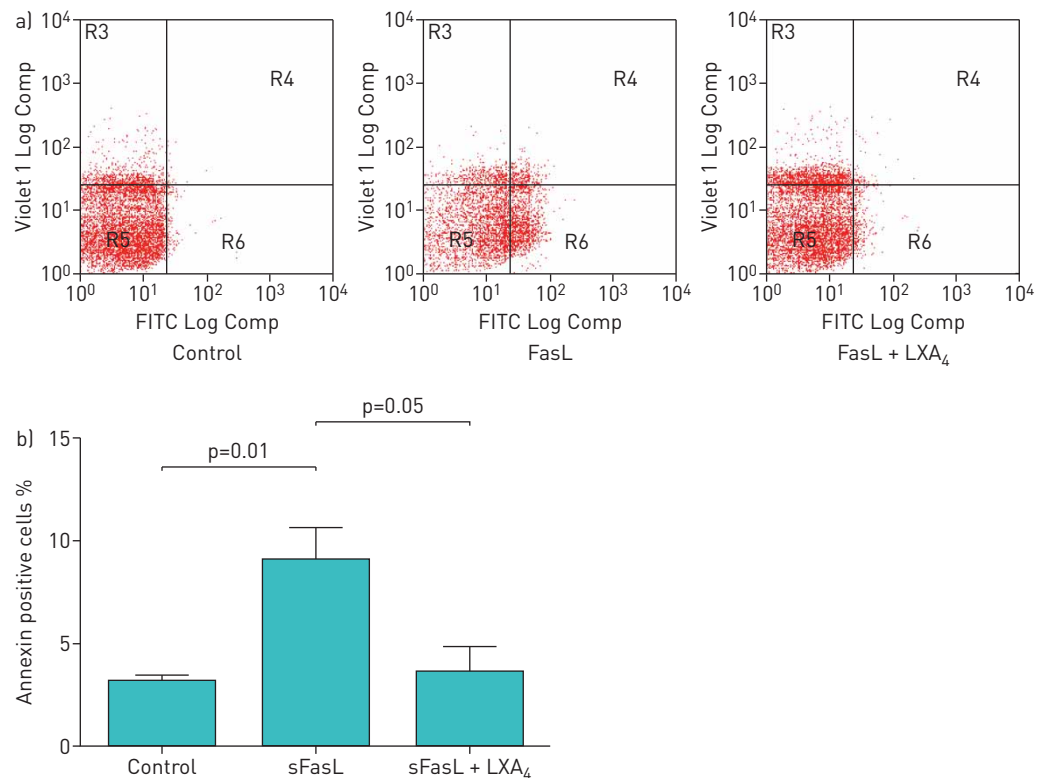 a)
10⁴
10³
10²
10¹
10⁰
Violet 1 Log Comp
R3
R4
R5
R6
10⁰ 10¹ 10² 10³ 10⁴
FITC Log Comp
Control
10⁴
10³
10²
10¹
10⁰
Violet 1 Log Comp
R3
R4
R5
R6
10⁰ 10¹ 10² 10³ 10⁴
FITC Log Comp
FasL
10⁴
10³
10²
10¹
10⁰
Violet 1 Log Comp
R3
R4
R5
R6
10⁰ 10¹ 10² 10³ 10⁴
FITC Log Comp
FasL + LXA₄
b)
15
10
5
0
Annexin positive cells %
p=0.05
p=0.01
Control sFasL sFasL + LXA₄